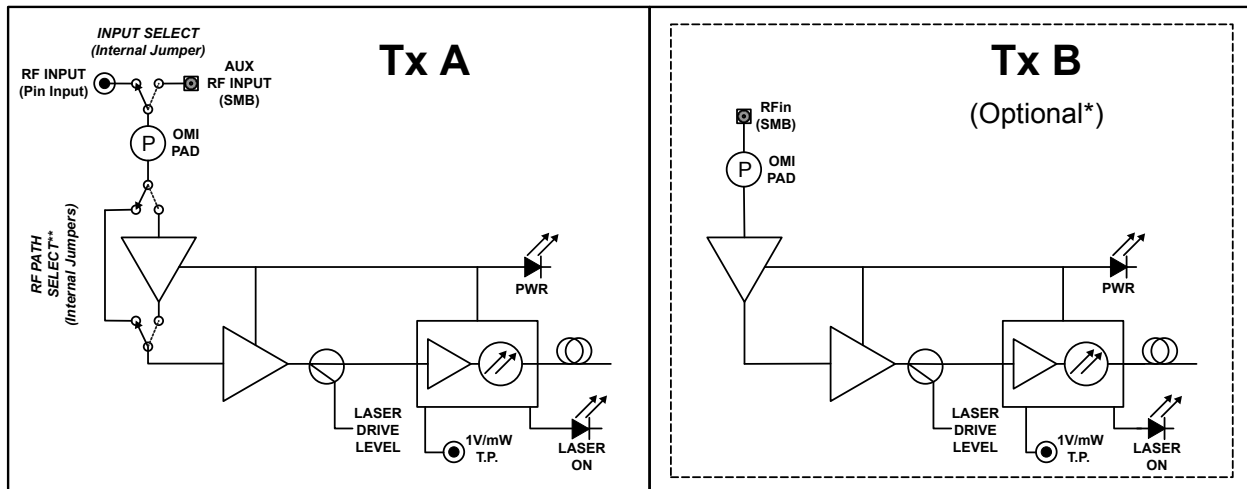 INPUT SELECT
(Internal Jumper)
Tx A
RF INPUT
(Pin Input)
AUX
RF INPUT
(SMB)
P
OMI
PAD
RF PATH
SELECT**
(Internal Jumpers)
PWR
LASER
DRIVE
LEVEL
1V/mW
T.P.
LASER
ON
Tx B
(Optional*)
RFin
(SMB)
P
OMI
PAD
PWR
LASER
DRIVE
LEVEL
1V/mW
T.P.
LASER
ON